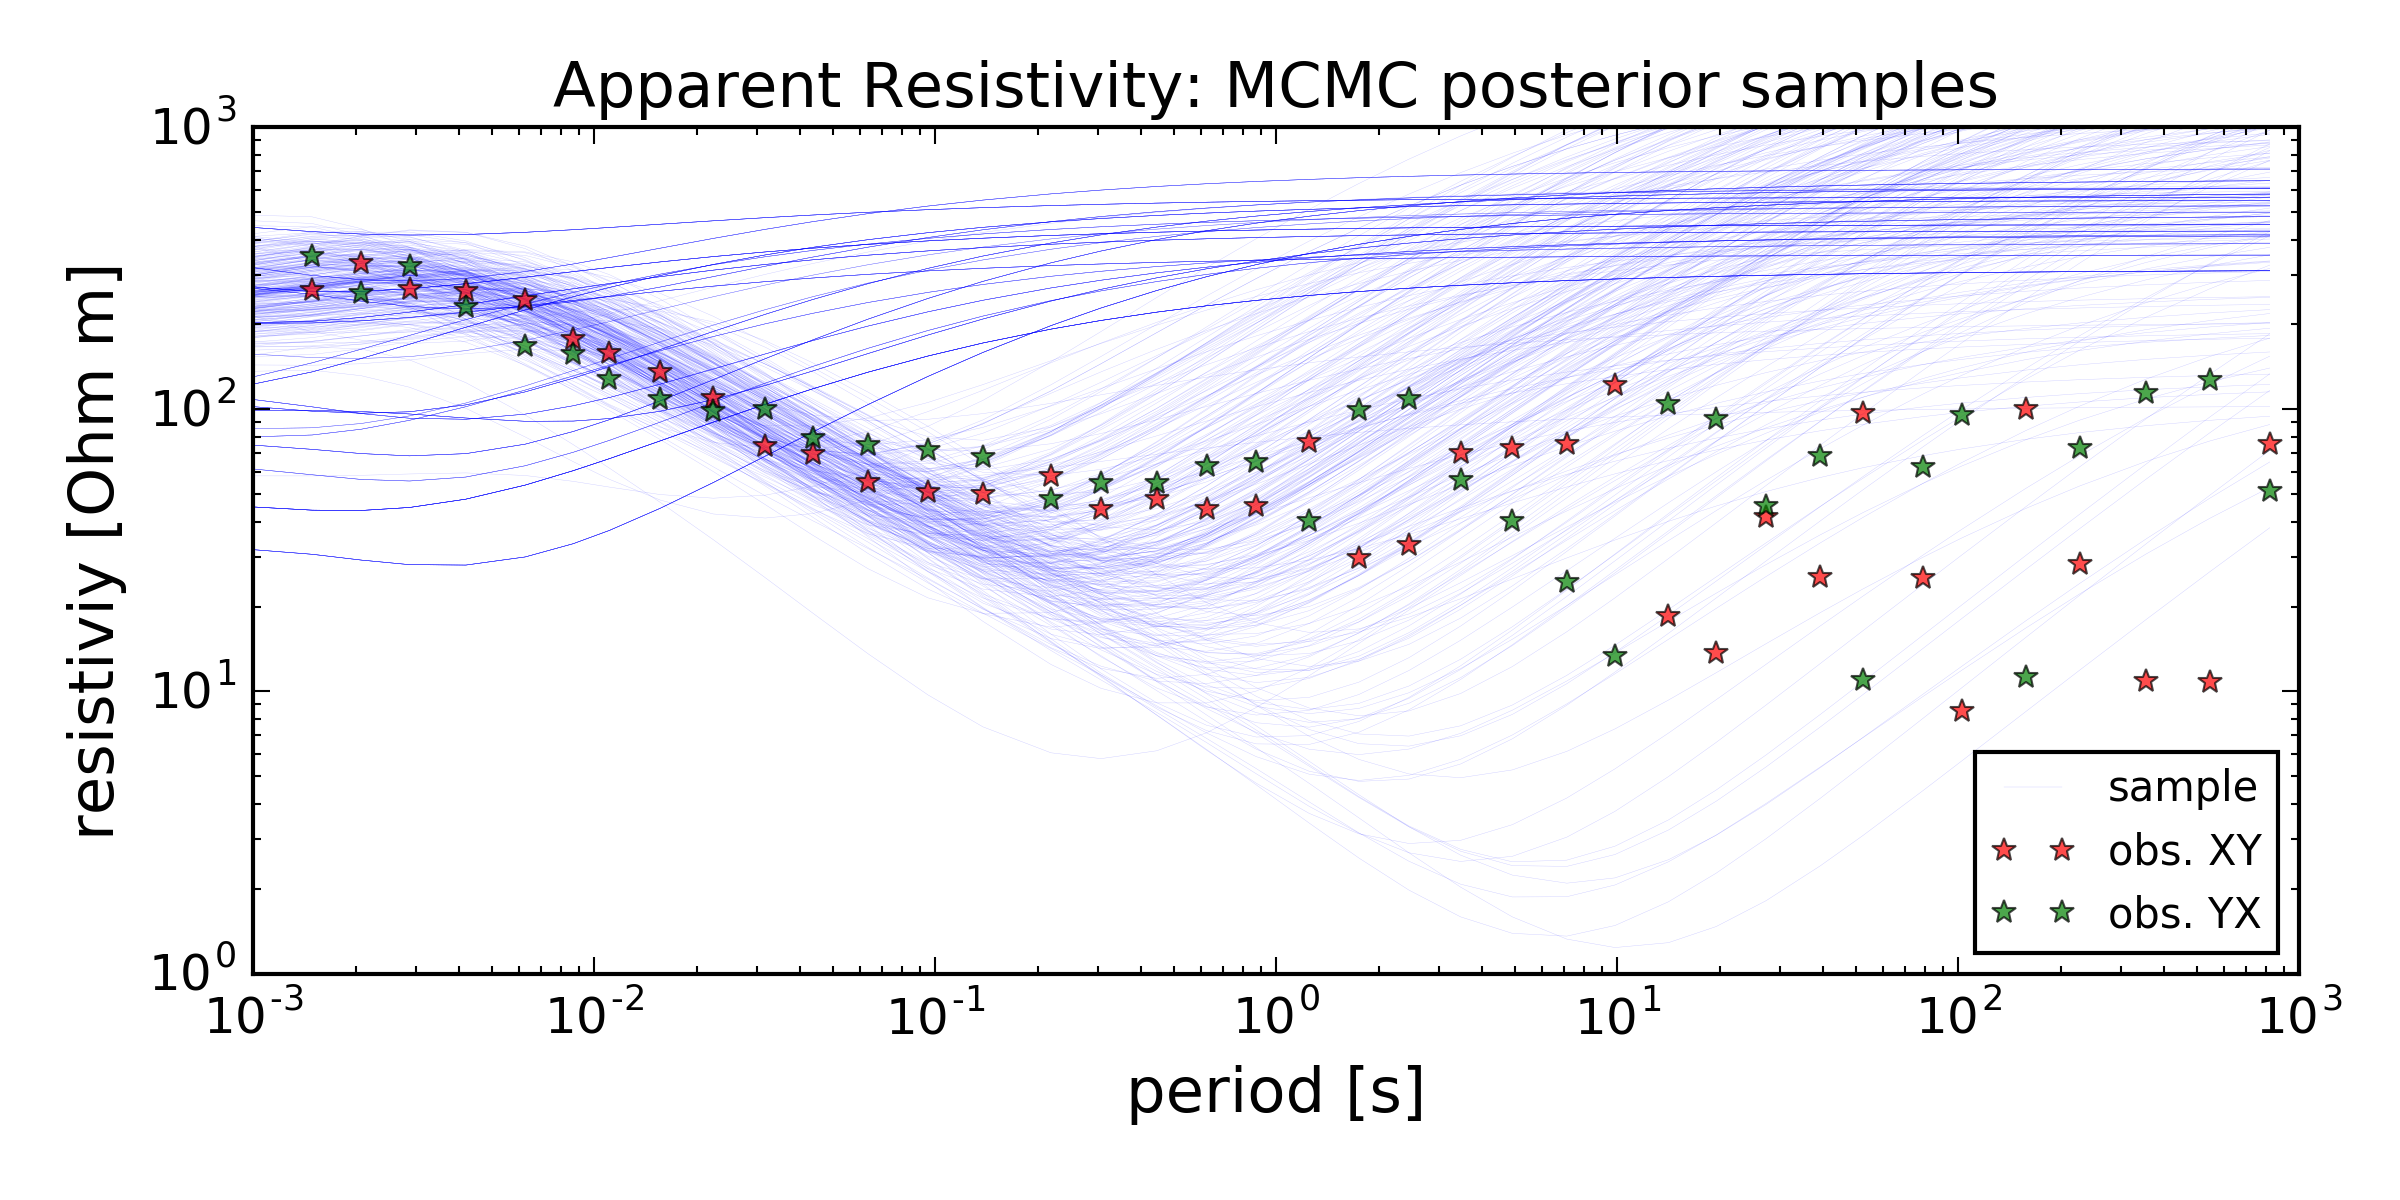 Apparent Resistivity: MCMC posterior samples
resistiviy [Ohm m]
10^3
10^2
10^1
10^0
10^-3 10^-2 10^-1 10^0 10^1 10^2 10^3
period [s]
sample
obs. XY
obs. YX